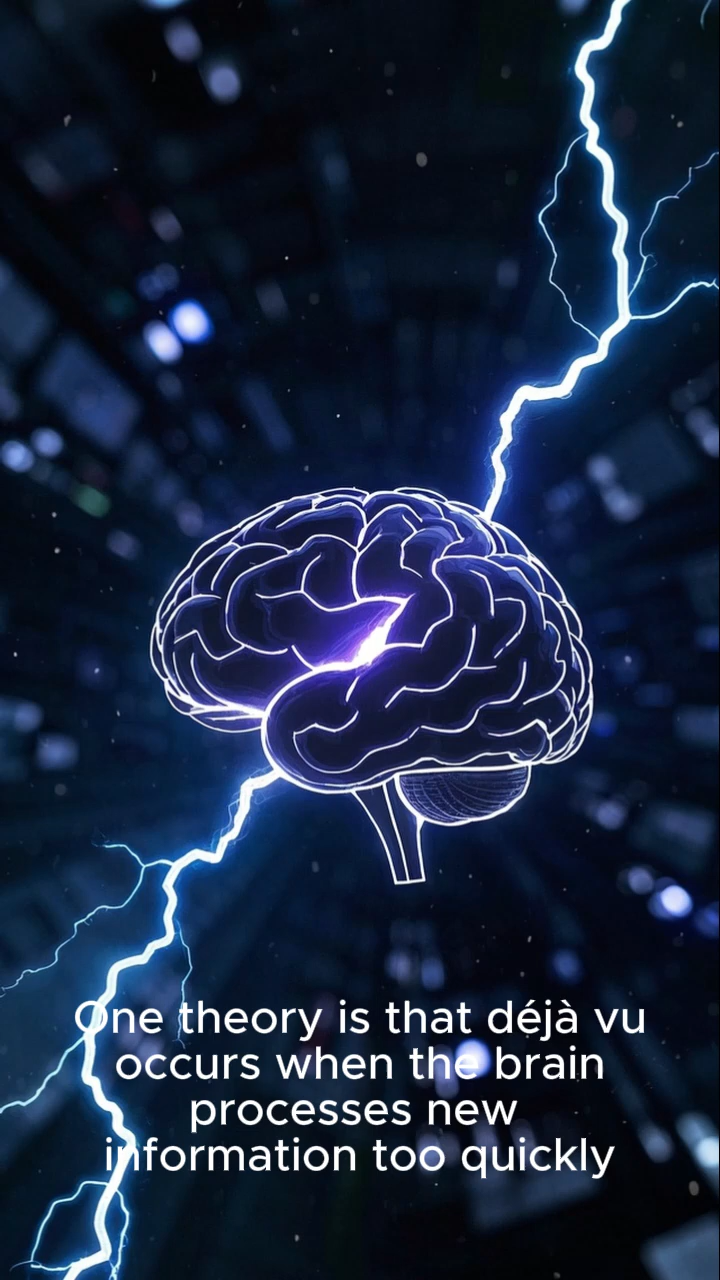 One theory is that déjà vu
occurs when the brain
processes new
information too quickly